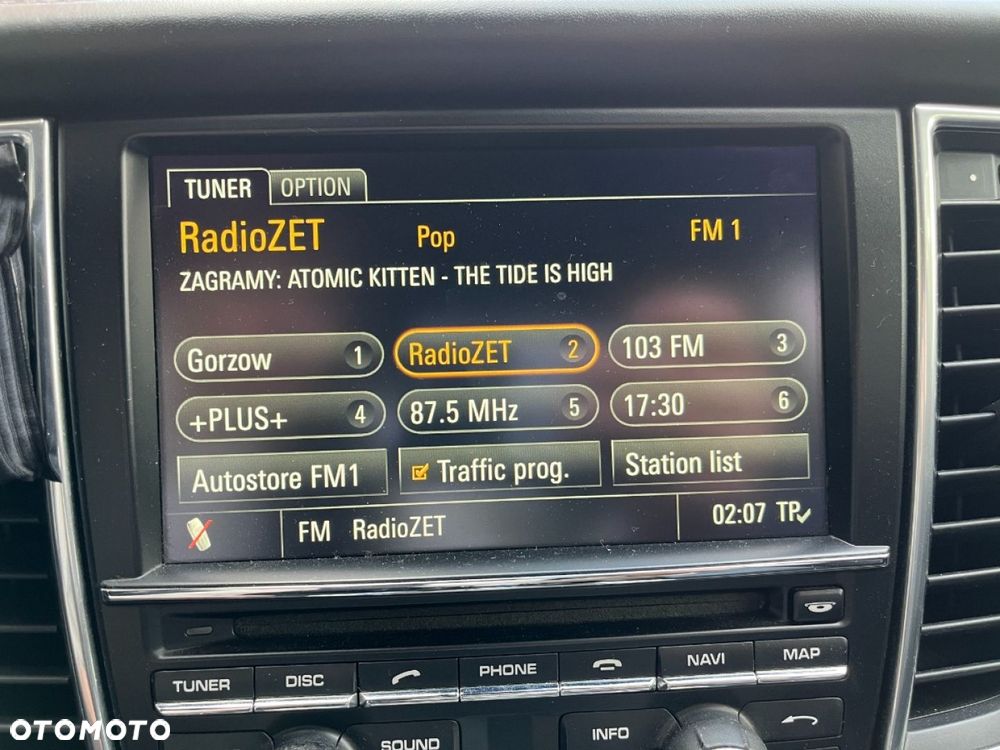 TUNER OPTION
RadioZET Pop FM 1
ZAGRAMY: ATOMIC KITTEN - THE TIDE IS HIGH
Gorzow 1 RadioZET 2 103 FM 3
+PLUS+ 4 87.5 MHz 5 17:30 6
Autostore FM1 Traffic prog. Station list
FM RadioZET 02:07 TP
TUNER DISC PHONE NAVI MAP
SOUND INFO
OTOMOTO